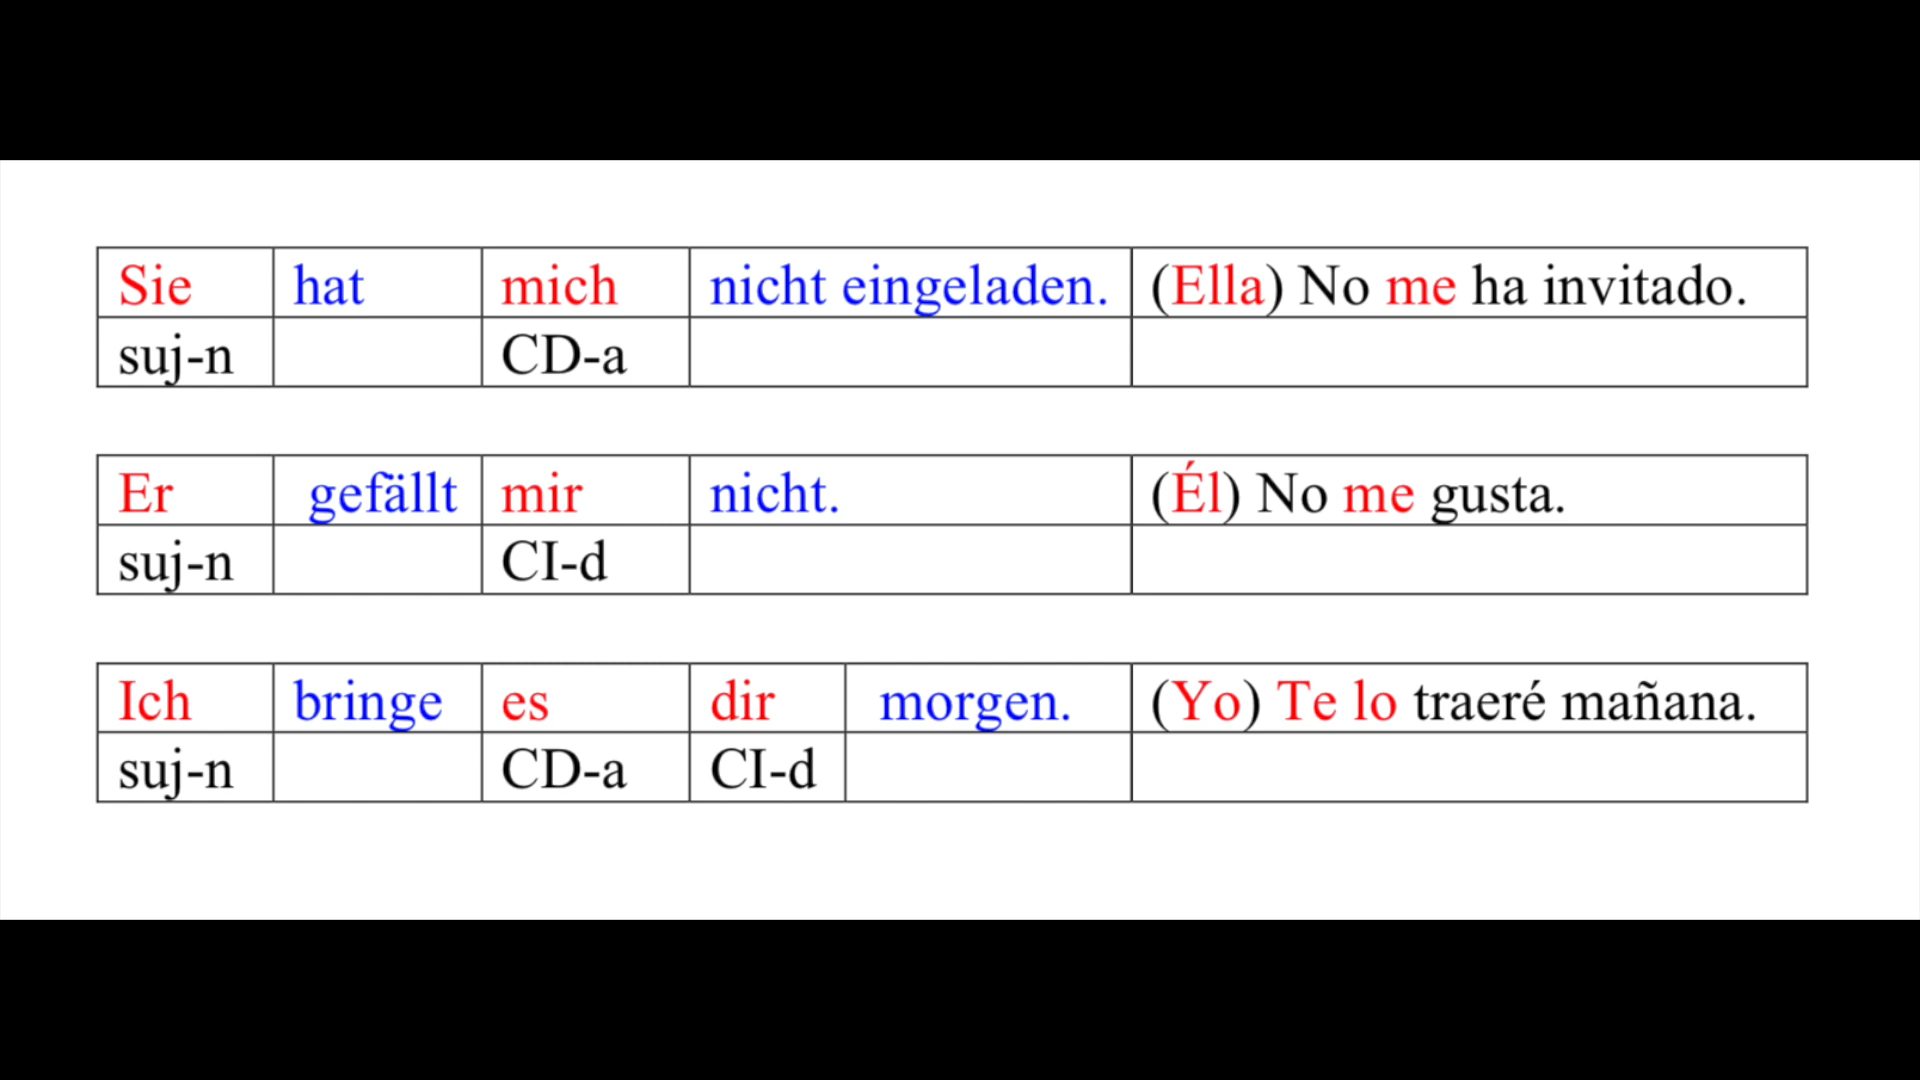 Sie hat mich nicht eingeladen. (Ella) No me ha invitado.
suj-n CD-a
Er gefällt mir nicht. (Él) No me gusta.
suj-n CI-d
Ich bringe es dir morgen. (Yo) Te lo traeré mañana.
suj-n CD-a CI-d